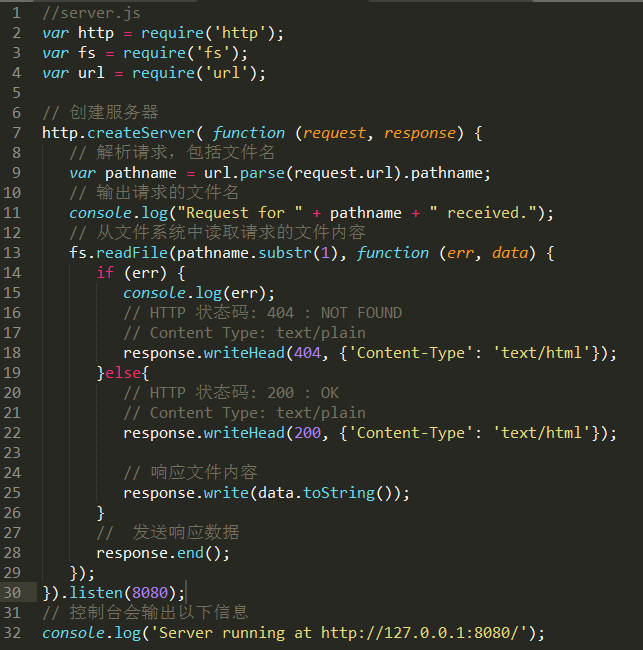 1 //server.js
2 var http = require('http');
3 var fs = require('fs');
4 var url = require('url');
5
6 // 创建服务器
7 http.createServer( function (request, response) {
8    // 解析请求，包括文件名
9    var pathname = url.parse(request.url).pathname;
10    // 输出请求的文件名
11    console.log("Request for " + pathname + " received.");
12    // 从文件系统中读取请求的文件内容
13    fs.readFile(pathname.substr(1), function (err, data) {
14       if (err) {
15          console.log(err);
16          // HTTP 状态码: 404 : NOT FOUND
17          // Content Type: text/plain
18          response.writeHead(404, {'Content-Type': 'text/html'});
19       }else{
20          // HTTP 状态码: 200 : OK
21          // Content Type: text/plain
22          response.writeHead(200, {'Content-Type': 'text/html'});
23
24          // 响应文件内容
25          response.write(data.toString());
26       }
27       //  发送响应数据
28       response.end();
29    });
30 }).listen(8080);
31 // 控制台会输出以下信息
32 console.log('Server running at http://127.0.0.1:8080/');